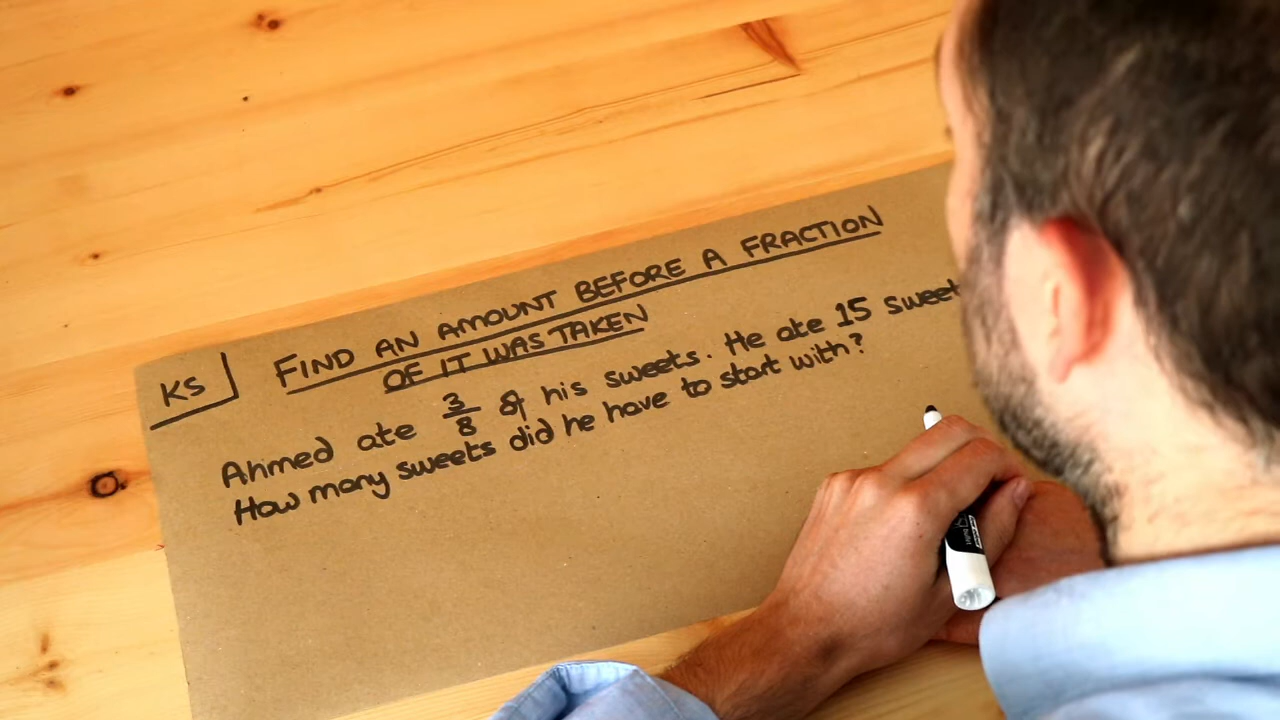 KS
FIND AN AMOUNT BEFORE A FRACTION
OF IT WAS TAKEN
Ahmed ate 3/8 of his sweets. He ate 15 sweet
How many sweets did he have to start with?